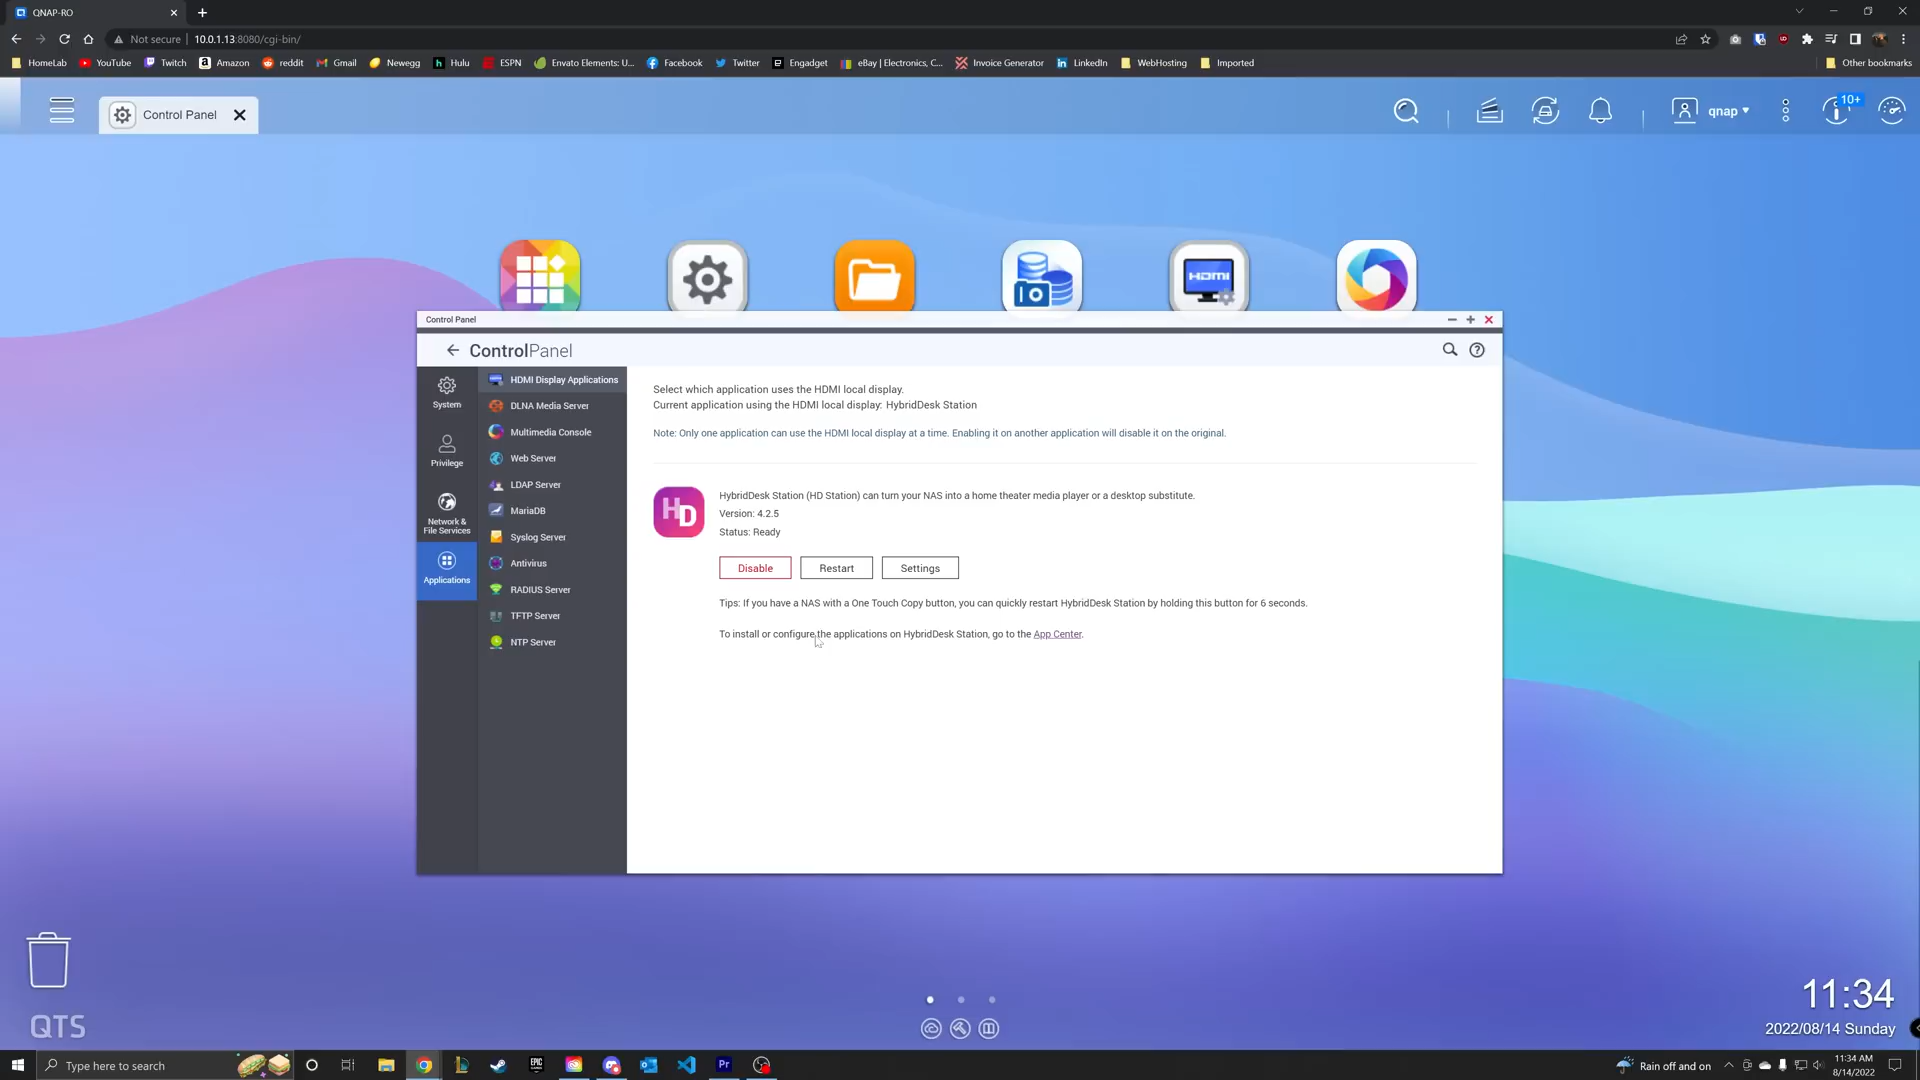 QNAP-RO
Not secure
10.0.1.13:8080/cgi-bin/
HomeLab
YouTube
Twitch
Amazon
reddit
Gmail
Newegg
Hulu
ESPN
Envato Elements: U...
Facebook
Twitter
Engadget
eBay | Electronics, C...
Invoice Generator
LinkedIn
WebHosting
Imported
Other bookmarks
Control Panel
qnap
10+
HDMI
Control Panel
ControlPanel
System
Privilege
Network &
File Services
Applications
HDMI Display Applications
DLNA Media Server
Multimedia Console
Web Server
LDAP Server
MariaDB
Syslog Server
Antivirus
RADIUS Server
TFTP Server
NTP Server
Select which application uses the HDMI local display.
Current application using the HDMI local display: HybridDesk Station
Note: Only one application can use the HDMI local display at a time. Enabling it on another application will disable it on the original.
HD
HybridDesk Station (HD Station) can turn your NAS into a home theater media player or a desktop substitute.
Version: 4.2.5
Status: Ready
Disable
Restart
Settings
Tips: If you have a NAS with a One Touch Copy button, you can quickly restart HybridDesk Station by holding this button for 6 seconds.
To install or configure the applications on HybridDesk Station, go to the App Center.
QTS
11:34
2022/08/14 Sunday
Type here to search
EPIC
Pr
Rain off and on
11:34 AM
8/14/2022